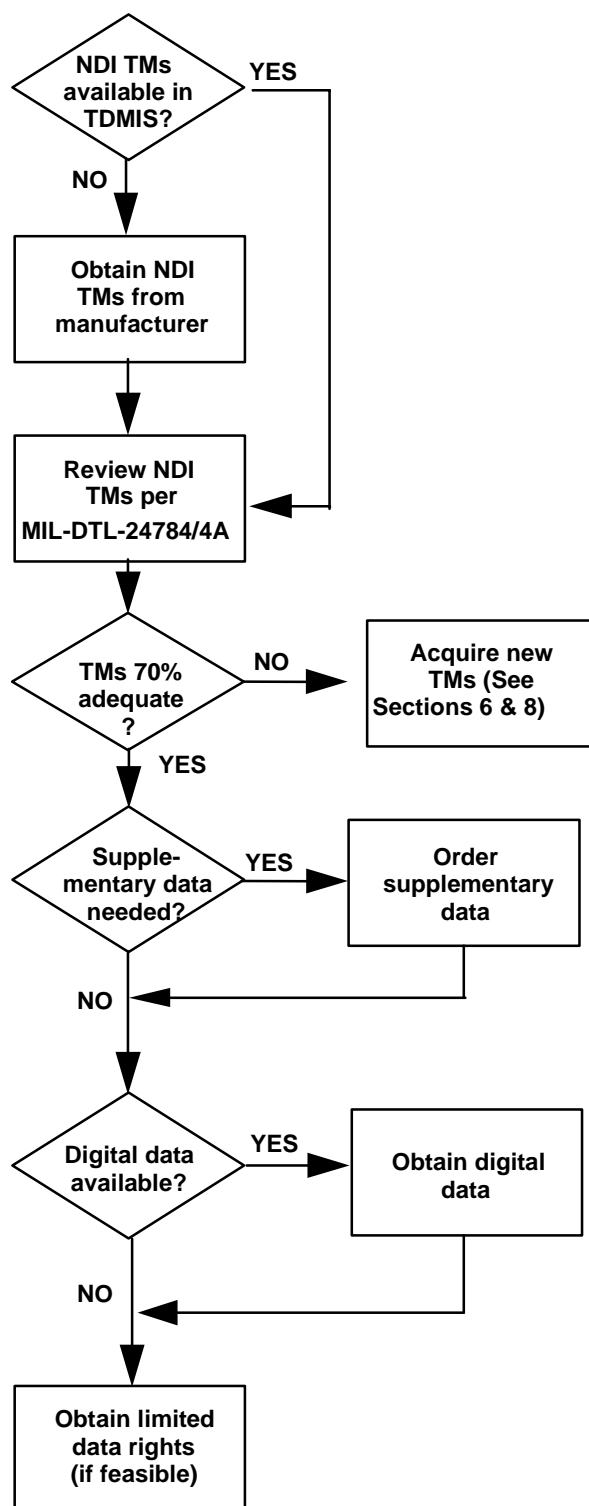 NDI TMs
available in
TDMIS?
YES
NO
Obtain NDI
TMs from
manufacturer
Review NDI
TMs per
MIL-DTL-24784/4A
TMs 70%
adequate
?
NO
Acquire new
TMs (See
Sections 6 & 8)
YES
Supple-
mentary data
needed?
YES
Order
supplementary
data
NO
Digital data
available?
YES
Obtain digital
data
NO
Obtain limited
data rights
(if feasible)